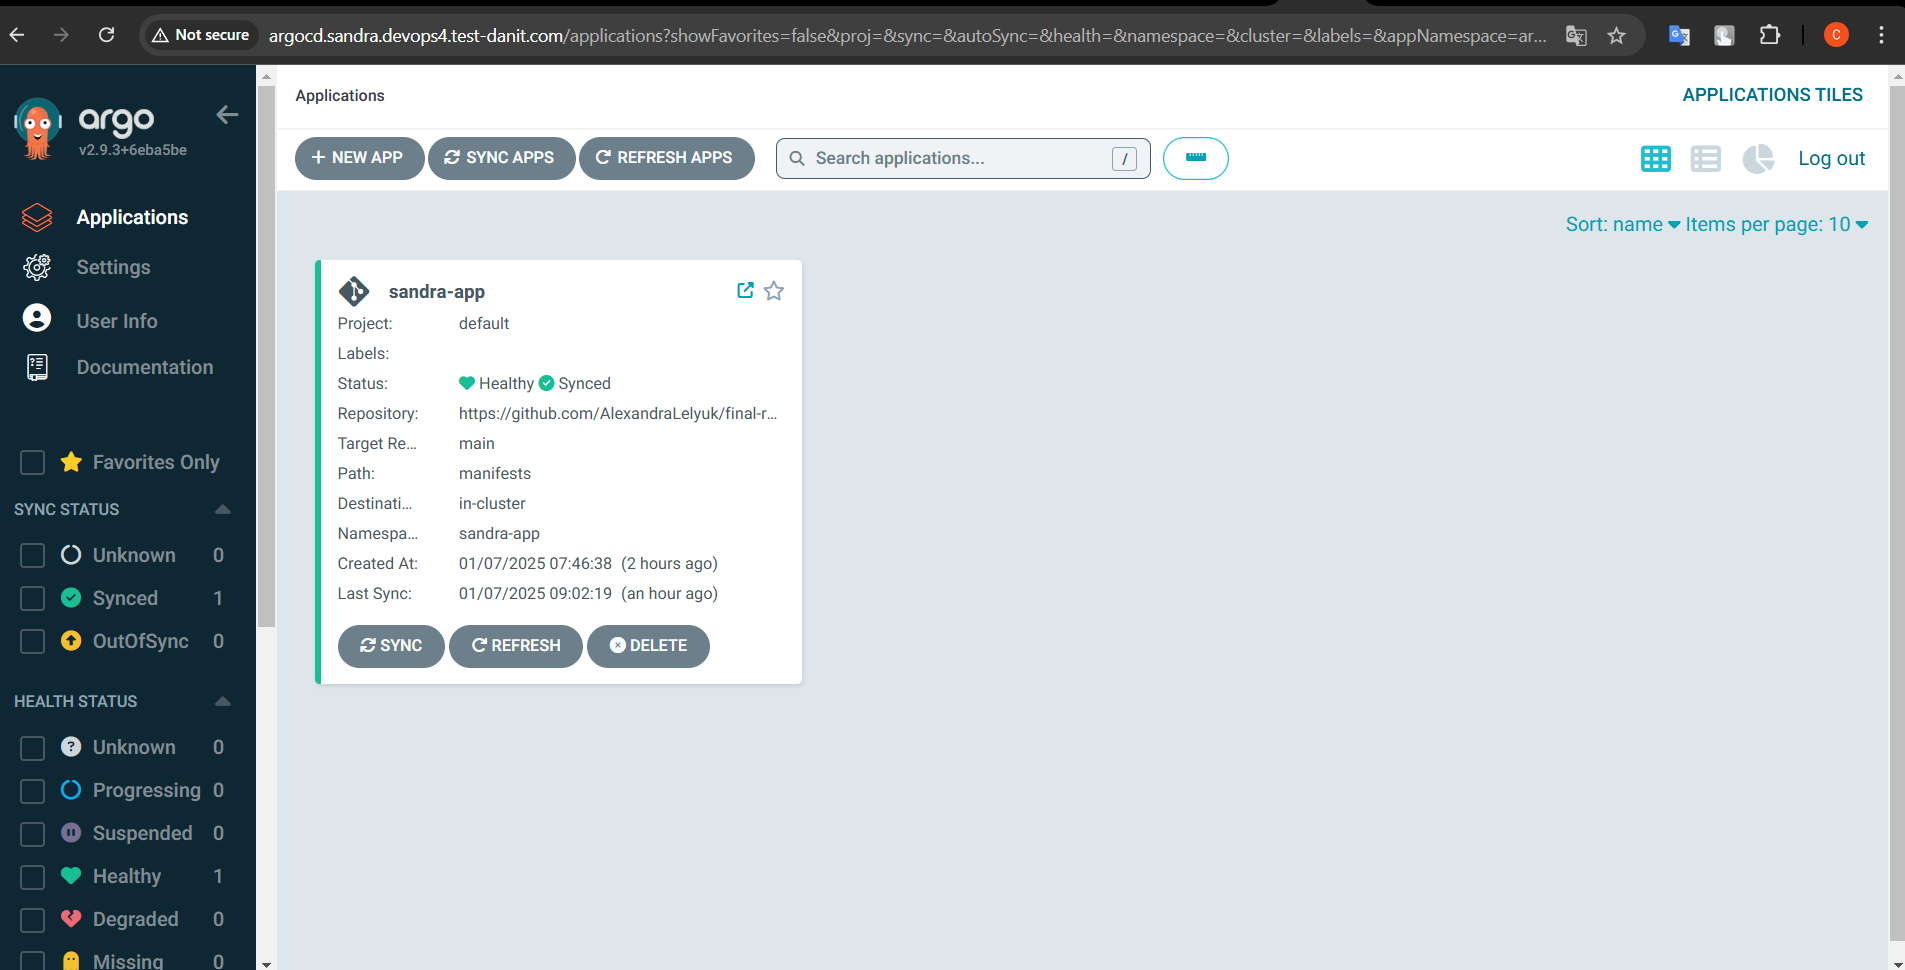 Not secure argocd.sandra.devops4.test-danit.com/applications?showFavorites=false&proj=&sync=&autoSync=&health=&namespace=&cluster=&labels=&appNamespace=ar... C
argo
v2.9.3+6eba5be
Applications
Settings
User Info
Documentation
Favorites Only
SYNC STATUS
Unknown 0
Synced 1
OutOfSync 0
HEALTH STATUS
Unknown 0
Progressing 0
Suspended 0
Healthy 1
Degraded 0
Missing 0
Applications APPLICATIONS TILES
+ NEW APP SYNC APPS REFRESH APPS Search applications... / Log out
Sort: name Items per page: 10
sandra-app
Project: default
Labels:
Status: Healthy Synced
Repository: https://github.com/AlexandraLelyuk/final-r...
Target Re... main
Path: manifests
Destinati... in-cluster
Namespa... sandra-app
Created At: 01/07/2025 07:46:38 (2 hours ago)
Last Sync: 01/07/2025 09:02:19 (an hour ago)
SYNC REFRESH DELETE